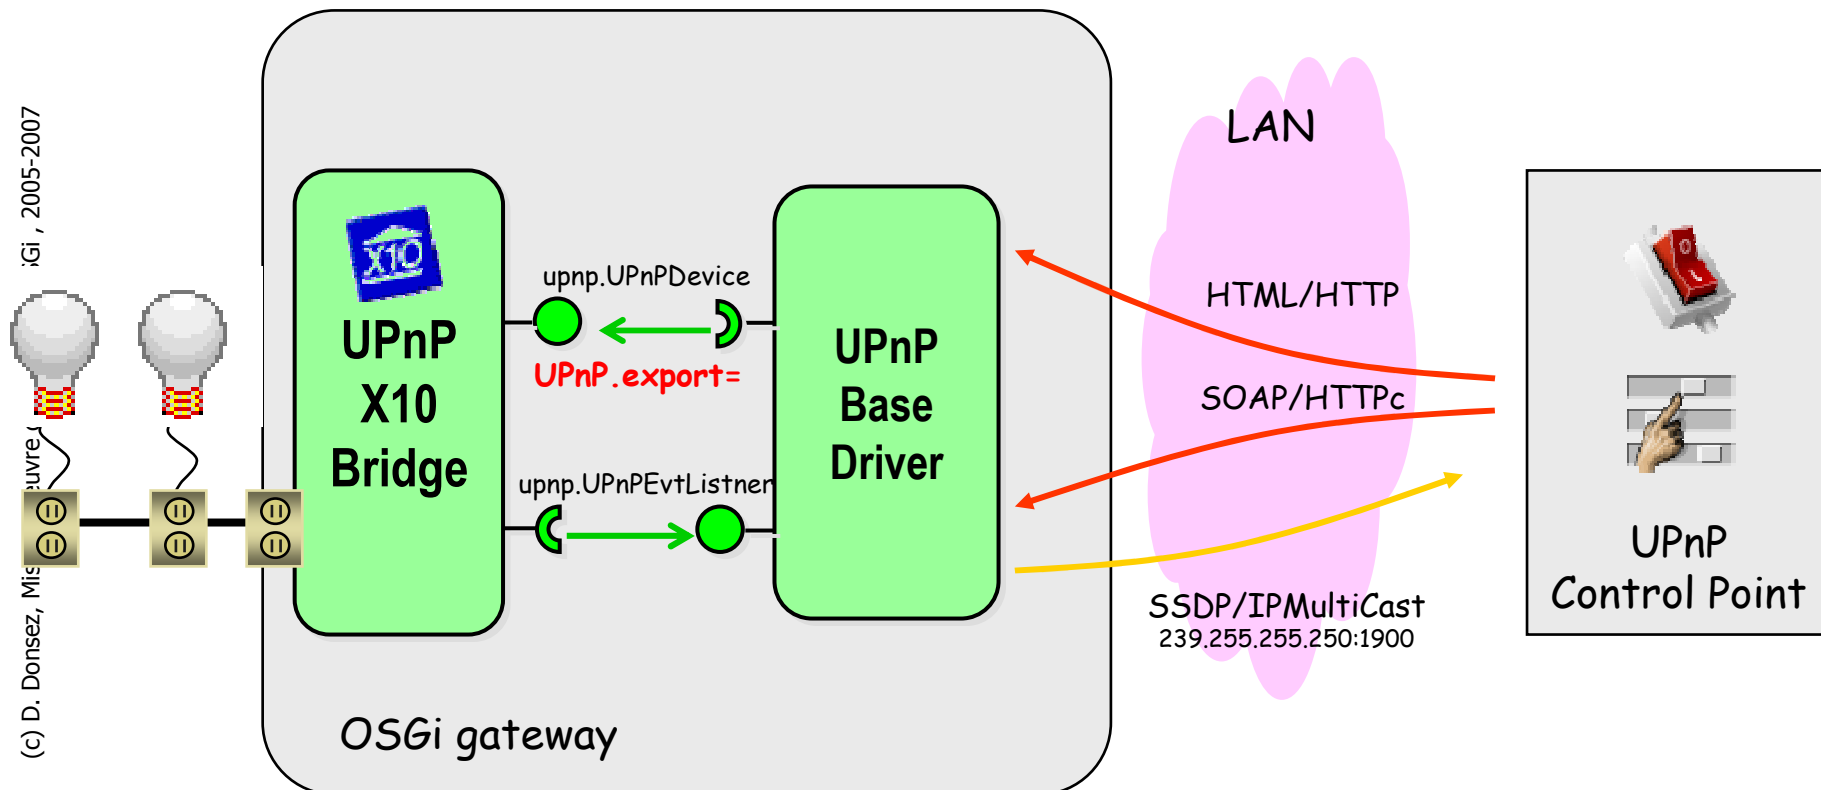 LAN
X10
UPnP
X10
Bridge
upnp.UPnPDevice
UPnP.export=
upnp.UPnPEvtListner
UPnP
Base
Driver
HTML/HTTP
SOAP/HTTPc
SSDP/IPMultiCast
239.255.255.250:1900
UPnP
Control Point
OSGi gateway
(c) D. Donsez, , 2005-2007